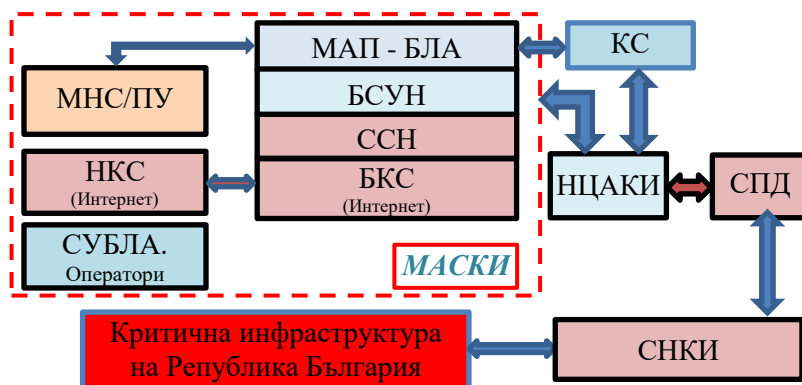 МАП - БЛА
КС
МНС/ПУ
БСУН
ССН
НКС
(Интернет)
БКС
(Интернет)
НЦАКИ
СПД
СУБЛА.
Оператори
МАСКИ
Критична инфраструктура
на Република България
СНКИ